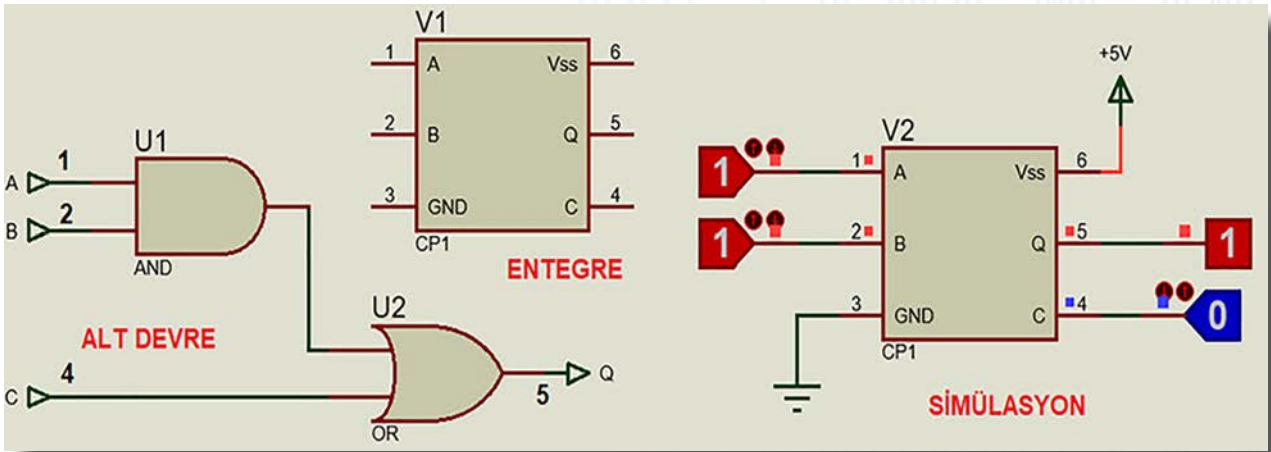 V1
1 A Vss 6
2 B Q 5
3 GND C 4
CP1
ENTEGRE
U1
A 1
B 2
AND
ALT DEVRE
U2
C 4
5 Q
OR
+5V
V2
1 1 A Vss 6
1 2 B Q 5 1
3 GND C 4 0
CP1
SİMÜLASYON